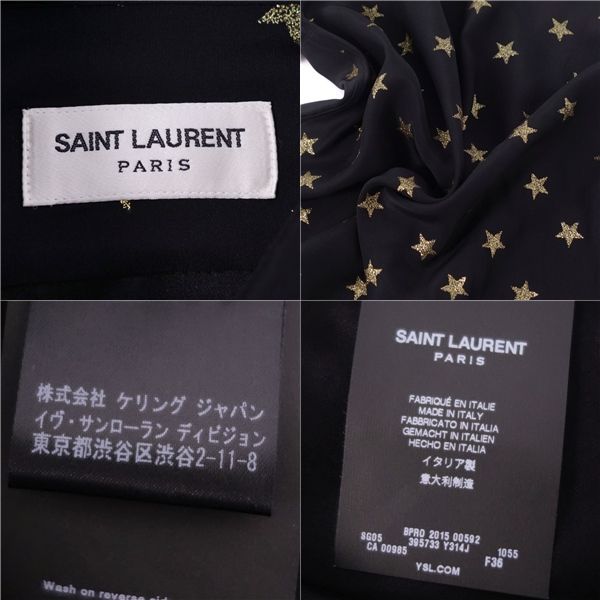 SAINT LAURENT
PARIS
株式会社 ケリング ジャパン
イヴ・サンローラン ディビジョン
東京都渋谷区渋谷2-11-8
Wash on reverse side
SAINT LAURENT
PARIS
FABRIQUÉ EN ITALIE
MADE IN ITALY
FABBRICATO IN ITALIA
GEMACHT IN ITALIEN
HECHO EN ITALIA
イタリア製
意大利制造
BPRO 2015 00592
SG05 395733 Y314J 1055
CA 00985 F36
YSL.COM